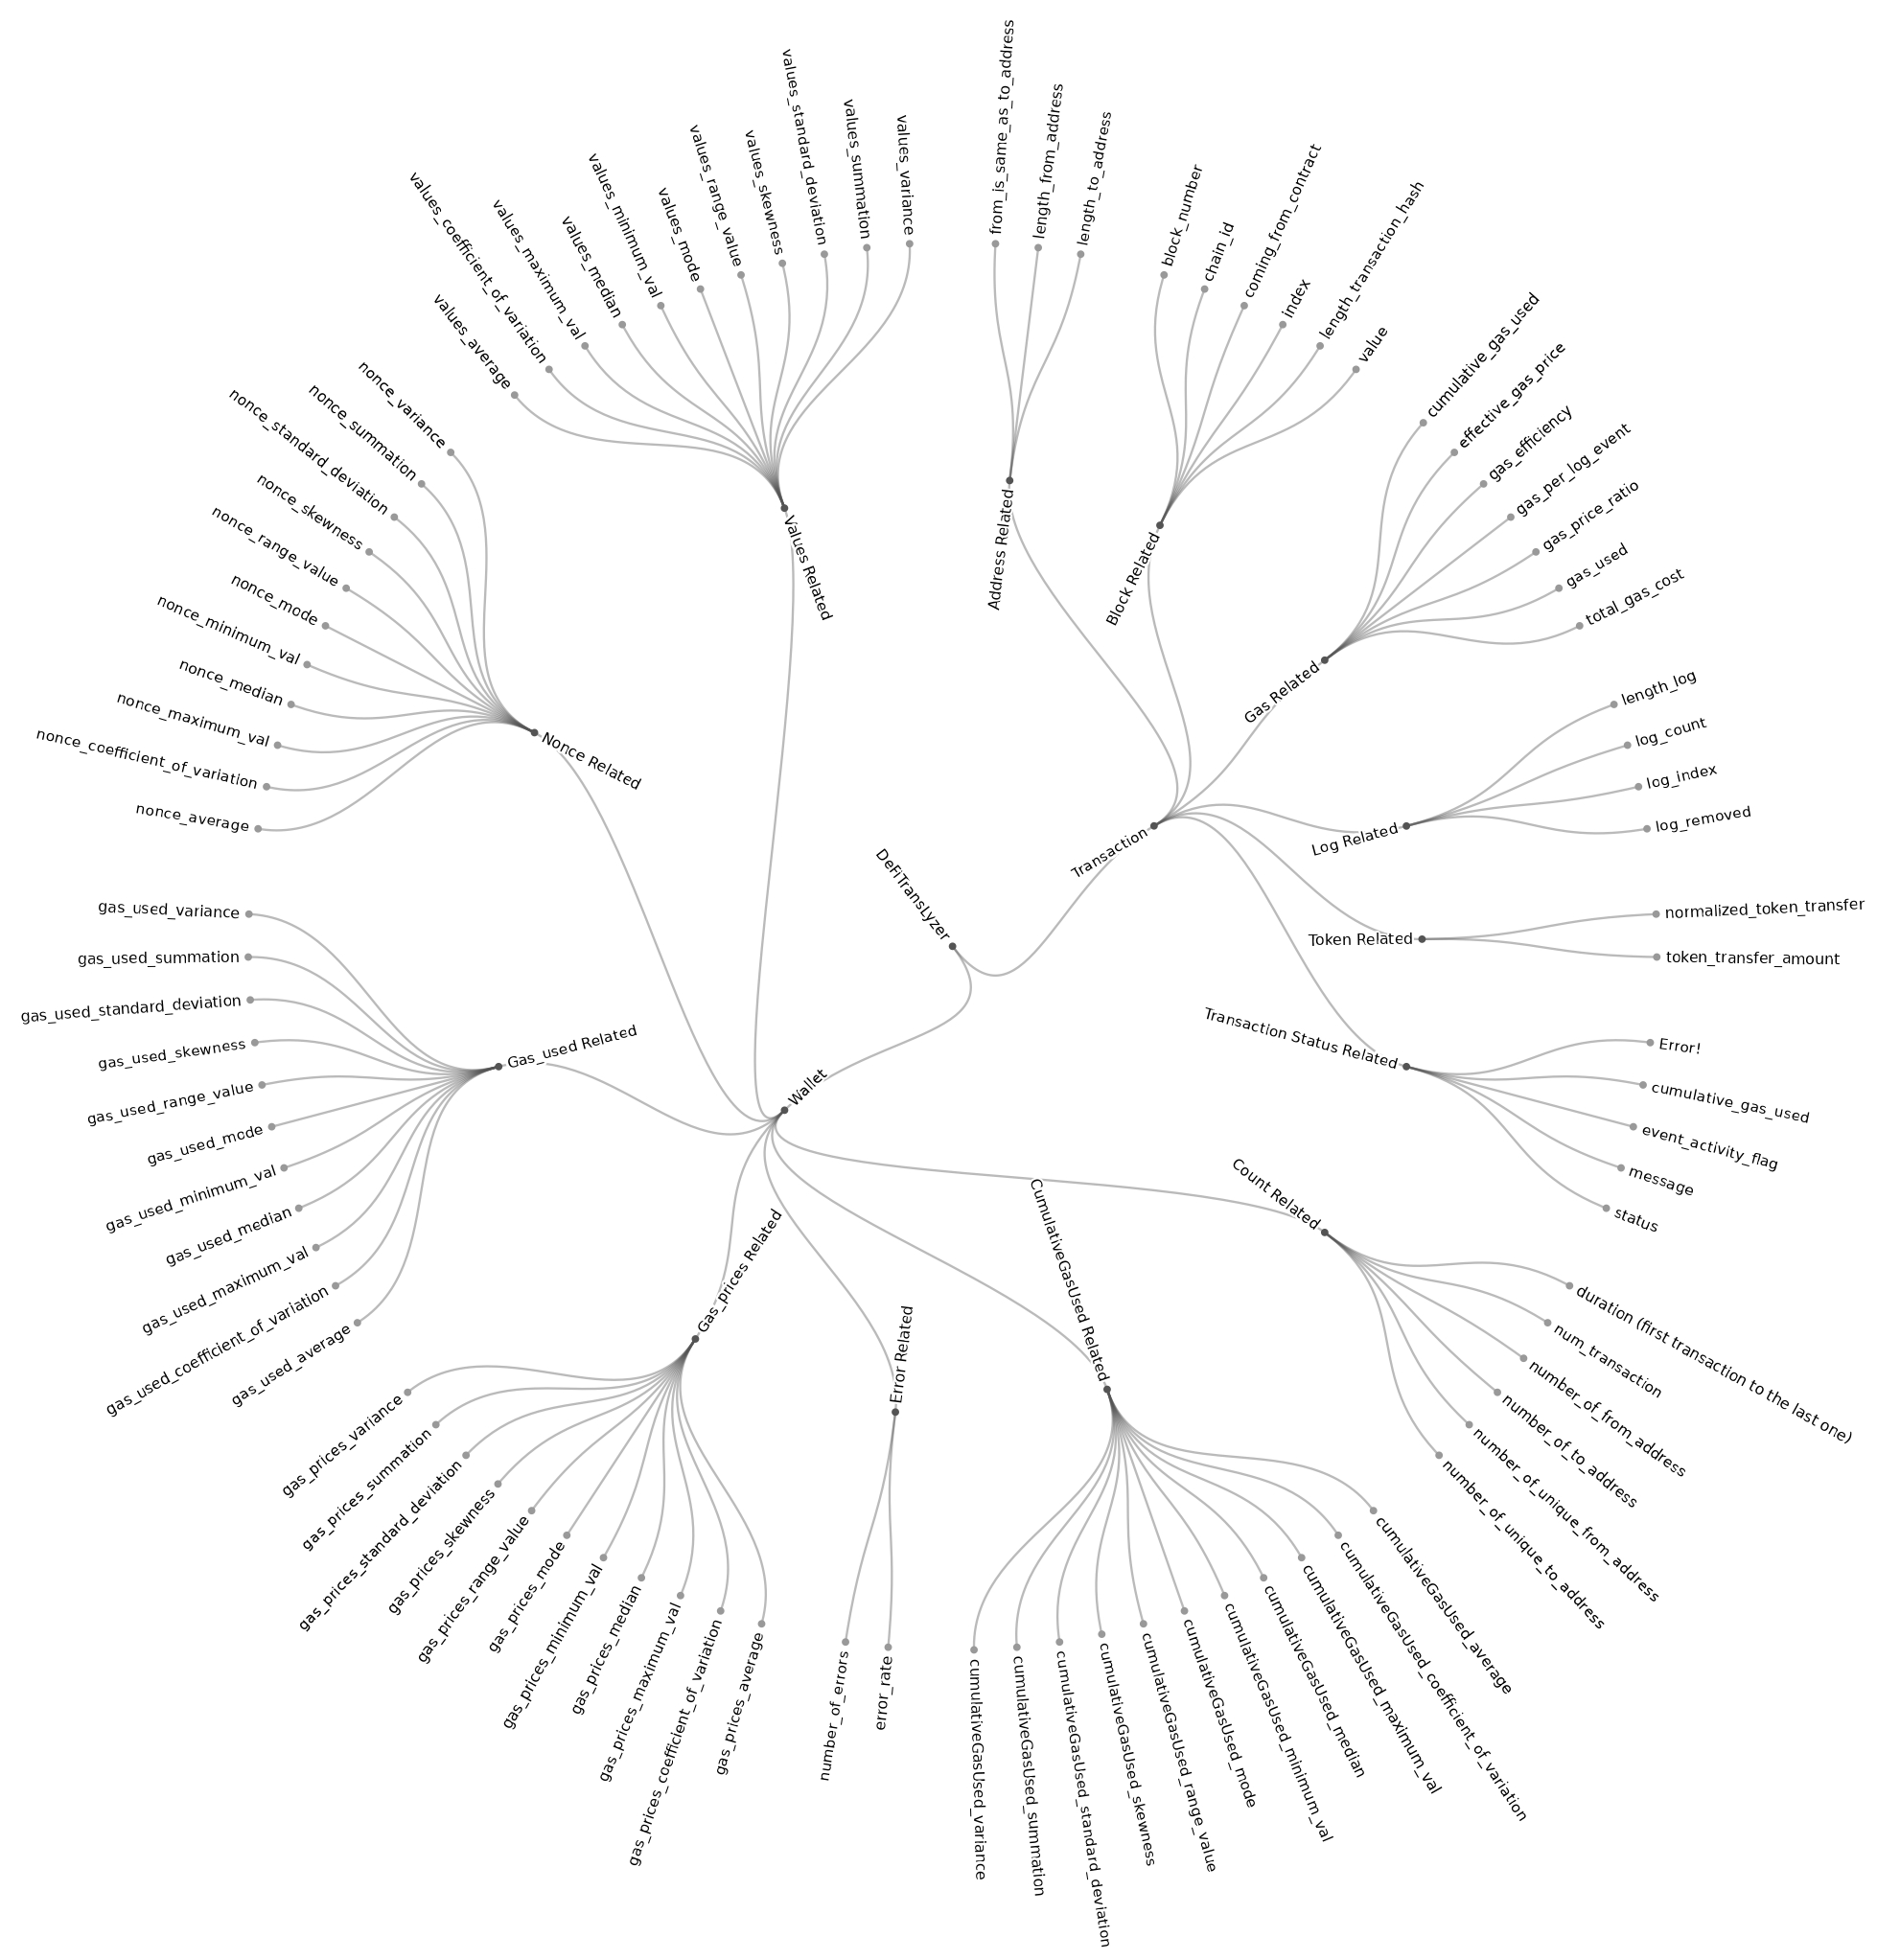 DeFiTransLyzer
Transaction
Address Related
from_is_same_as_to_address
length_from_address
length_to_address
Block Related
block_number
chain_id
coming_from_contract
index
length_transaction_hash
value
Gas Related
cumulative_gas_used
effective_gas_price
gas_efficiency
gas_per_log_event
gas_price_ratio
gas_used
total_gas_cost
Log Related
length_log
log_count
log_index
log_removed
Token Related
normalized_token_transfer
token_transfer_amount
Transaction Status Related
Error!
cumulative_gas_used
event_activity_flag
message
status
Wallet
Count Related
duration (first transaction to the last one)
num_transaction
number_of_from_address
number_of_to_address
number_of_unique_from_address
number_of_unique_to_address
CumulativeGasUsed Related
cumulativeGasUsed_average
cumulativeGasUsed_coefficient_of_variation
cumulativeGasUsed_maximum_val
cumulativeGasUsed_median
cumulativeGasUsed_minimum_val
cumulativeGasUsed_mode
cumulativeGasUsed_range_value
cumulativeGasUsed_skewness
cumulativeGasUsed_standard_deviation
cumulativeGasUsed_summation
cumulativeGasUsed_variance
Error Related
error_rate
number_of_errors
Gas_prices Related
gas_prices_average
gas_prices_coefficient_of_variation
gas_prices_maximum_val
gas_prices_median
gas_prices_minimum_val
gas_prices_mode
gas_prices_range_value
gas_prices_skewness
gas_prices_standard_deviation
gas_prices_summation
gas_prices_variance
Gas_used Related
gas_used_average
gas_used_coefficient_of_variation
gas_used_maximum_val
gas_used_median
gas_used_minimum_val
gas_used_mode
gas_used_range_value
gas_used_skewness
gas_used_standard_deviation
gas_used_summation
gas_used_variance
Nonce Related
nonce_average
nonce_coefficient_of_variation
nonce_maximum_val
nonce_median
nonce_minimum_val
nonce_mode
nonce_range_value
nonce_skewness
nonce_standard_deviation
nonce_summation
nonce_variance
Values Related
values_average
values_coefficient_of_variation
values_maximum_val
values_median
values_minimum_val
values_mode
values_range_value
values_skewness
values_standard_deviation
values_summation
values_variance